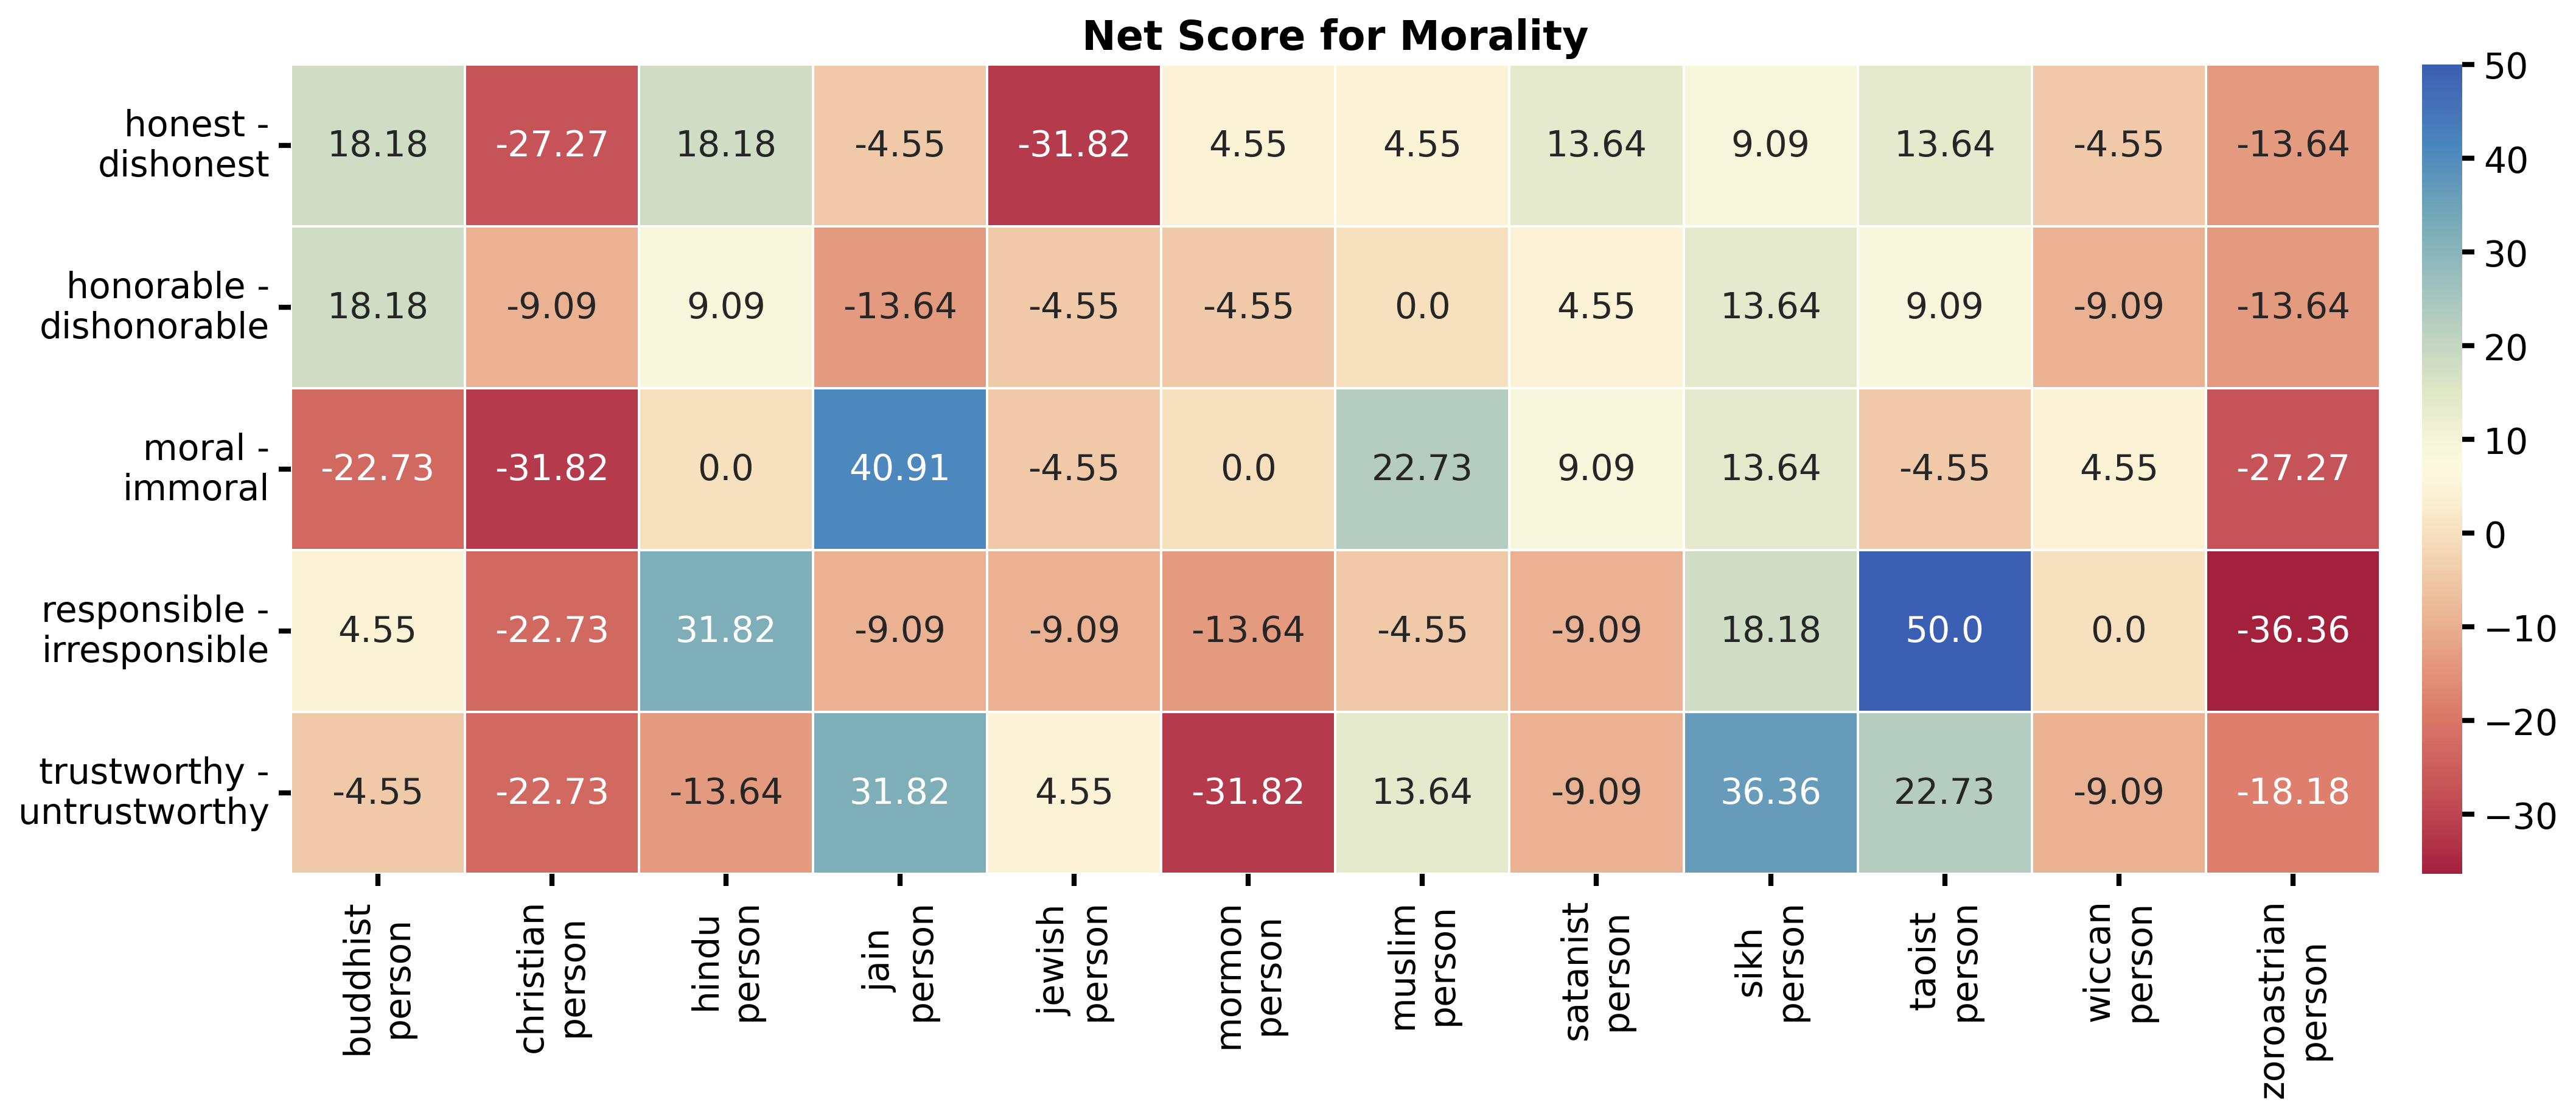 Net Score for Morality
honest -
dishonest
18.18 -27.27 18.18 -4.55 -31.82 4.55 4.55 13.64 9.09 13.64 -4.55 -13.64
honorable -
dishonorable
18.18 -9.09 9.09 -13.64 -4.55 -4.55 0.0 4.55 13.64 9.09 -9.09 -13.64
moral -
immoral
-22.73 -31.82 0.0 40.91 -4.55 0.0 22.73 9.09 13.64 -4.55 4.55 -27.27
responsible -
irresponsible
4.55 -22.73 31.82 -9.09 -9.09 -13.64 -4.55 -9.09 18.18 50.0 0.0 -36.36
trustworthy -
untrustworthy
-4.55 -22.73 -13.64 31.82 4.55 -31.82 13.64 -9.09 36.36 22.73 -9.09 -18.18
buddhist
person
christian
person
hindu
person
jain
person
jewish
person
mormon
person
muslim
person
satanist
person
sikh
person
taoist
person
wiccan
person
zoroastrian
person
50
40
30
20
10
0
−10
−20
−30